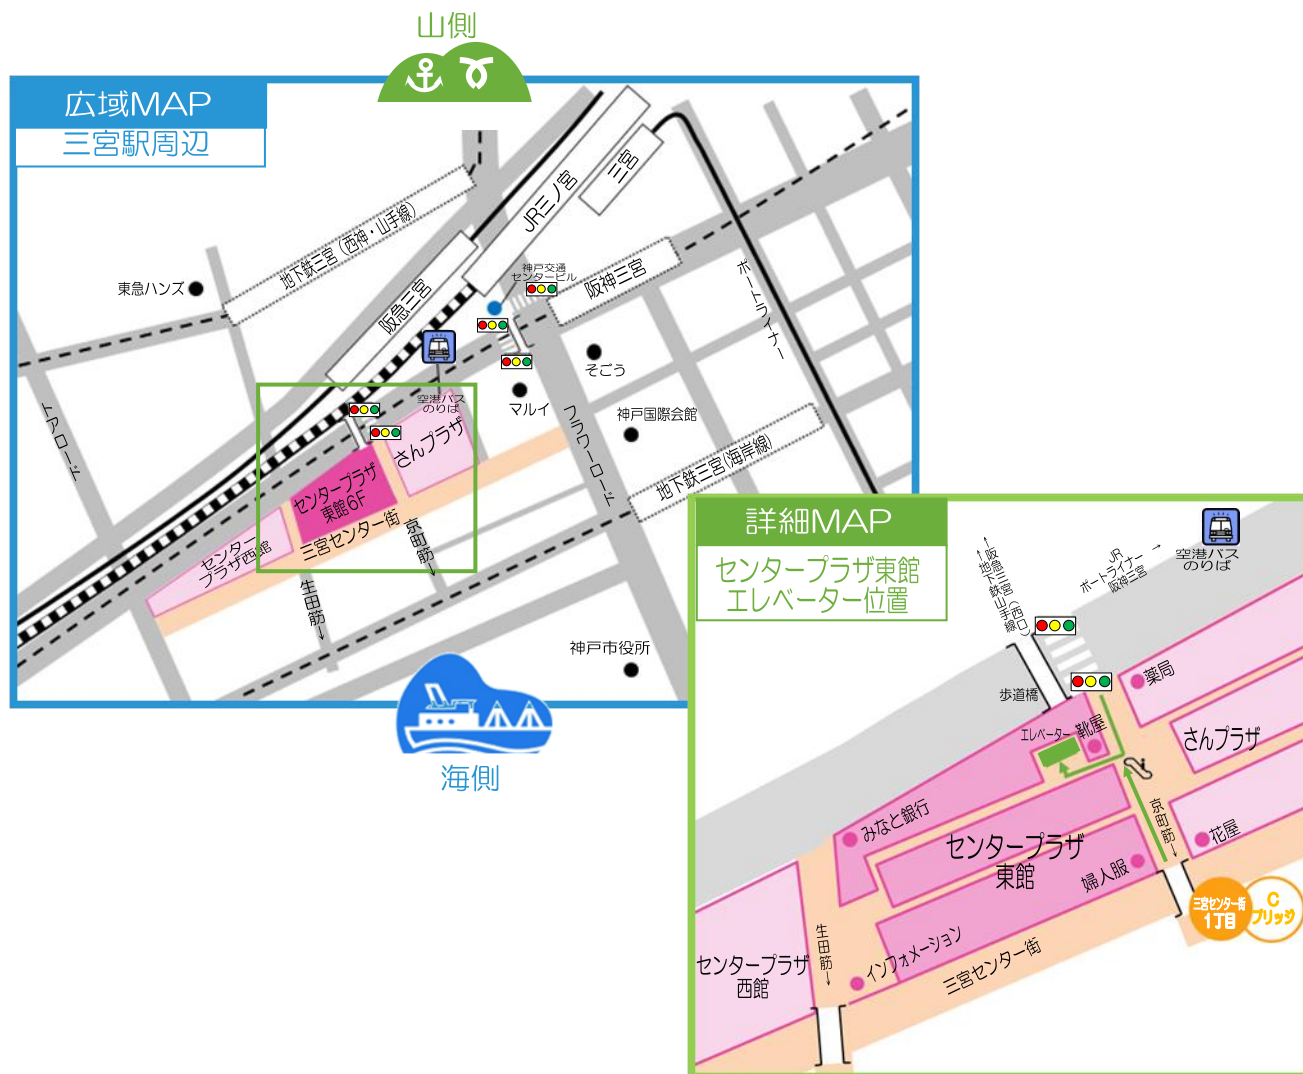 山側
広域MAP
三宮駅周辺
JR三ノ宮
三宮
地下鉄三宮(西神・山手線)
神戸交通
センタービル
阪神三宮
ポートライナー
東急ハンズ
阪急三宮
そごう
空港バス
のりば
マルイ
神戸国際会館
トアロード
フラワーロード
さんプラザ
地下鉄三宮(海岸線)
センタープラザ
東館6F
三宮センター街
京町筋→
センター
プラザ西館
生田筋→
神戸市役所
海側
詳細MAP
センタープラザ東館
エレベーター位置
空港バス
のりば
←阪急三宮(西口)
←地下鉄山手線
JR
ポートライナー →
阪神三宮
歩道橋
薬局
エレベーター
靴屋
さんプラザ
みなと銀行
京町筋→
花屋
センタープラザ
東館
婦人服
三宮センター街
1丁目
C
ブリッジ
生田筋→
インフォメーション
三宮センター街
センタープラザ
西館